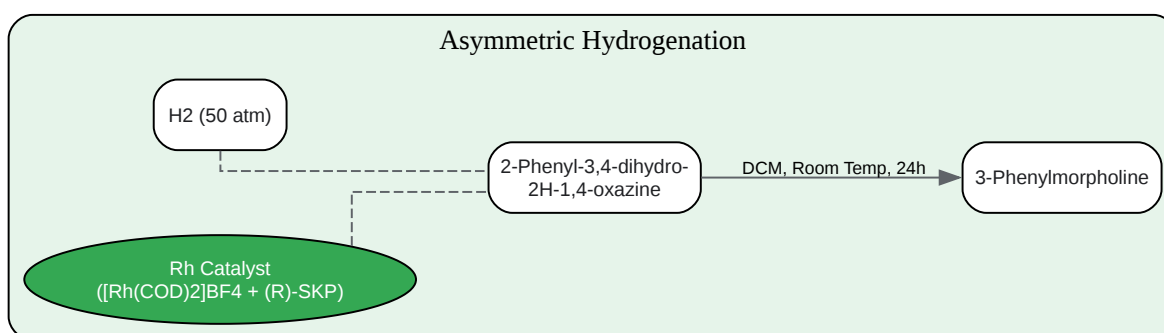 Asymmetric Hydrogenation
H2 (50 atm)
2-Phenyl-3,4-dihydro-
2H-1,4-oxazine
DCM, Room Temp, 24h
3-Phenylmorpholine
Rh Catalyst
([Rh(COD)2]BF4 + (R)-SKP)